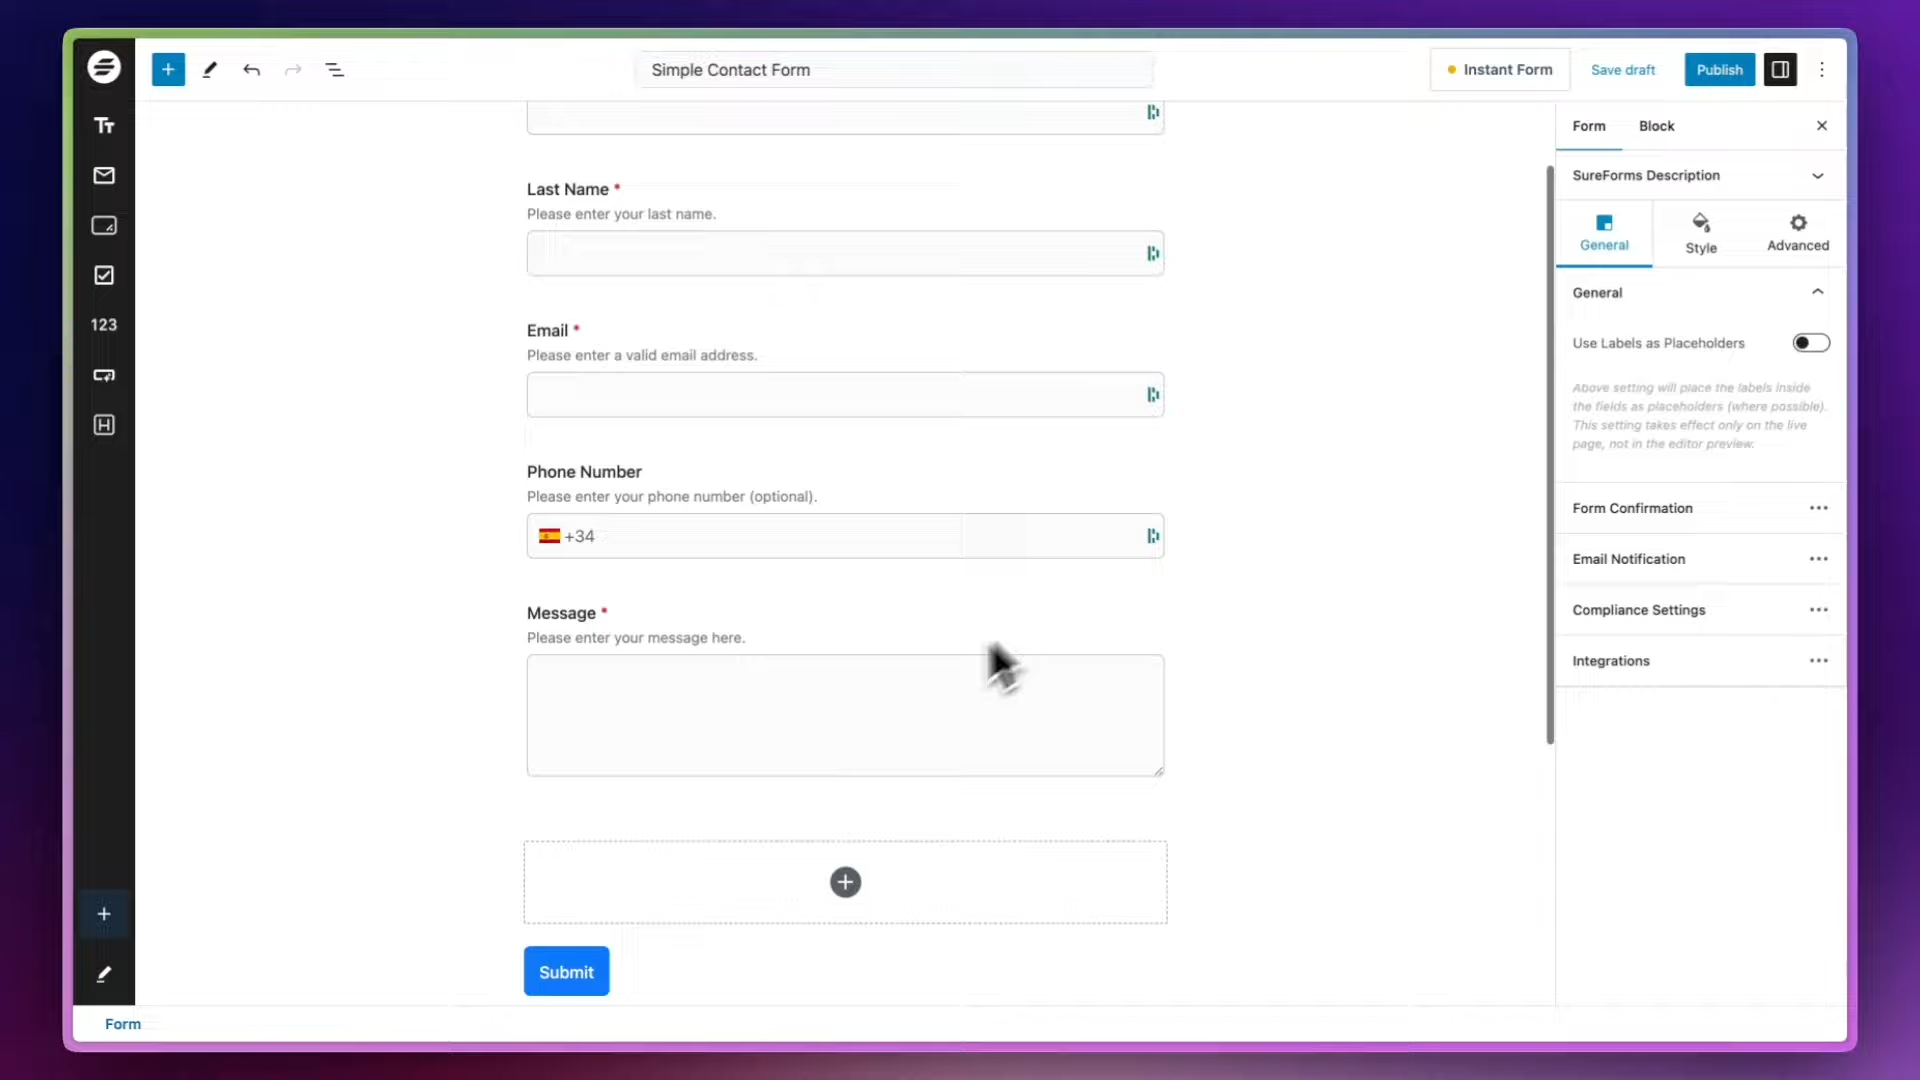 Simple Contact Form
Instant Form
Save draft
Publish
Tт
123
Last Name *
Please enter your last name.
Email *
Please enter a valid email address.
Phone Number
Please enter your phone number (optional).
+34
Message *
Please enter your message here.
Submit
Form
Form Block
SureForms Description
General Style Advanced
General
Use Labels as Placeholders
Above setting will place the labels inside
the fields as placeholders (where possible).
This setting takes effect only on the live
page, not in the editor preview.
Form Confirmation
Email Notification
Compliance Settings
Integrations